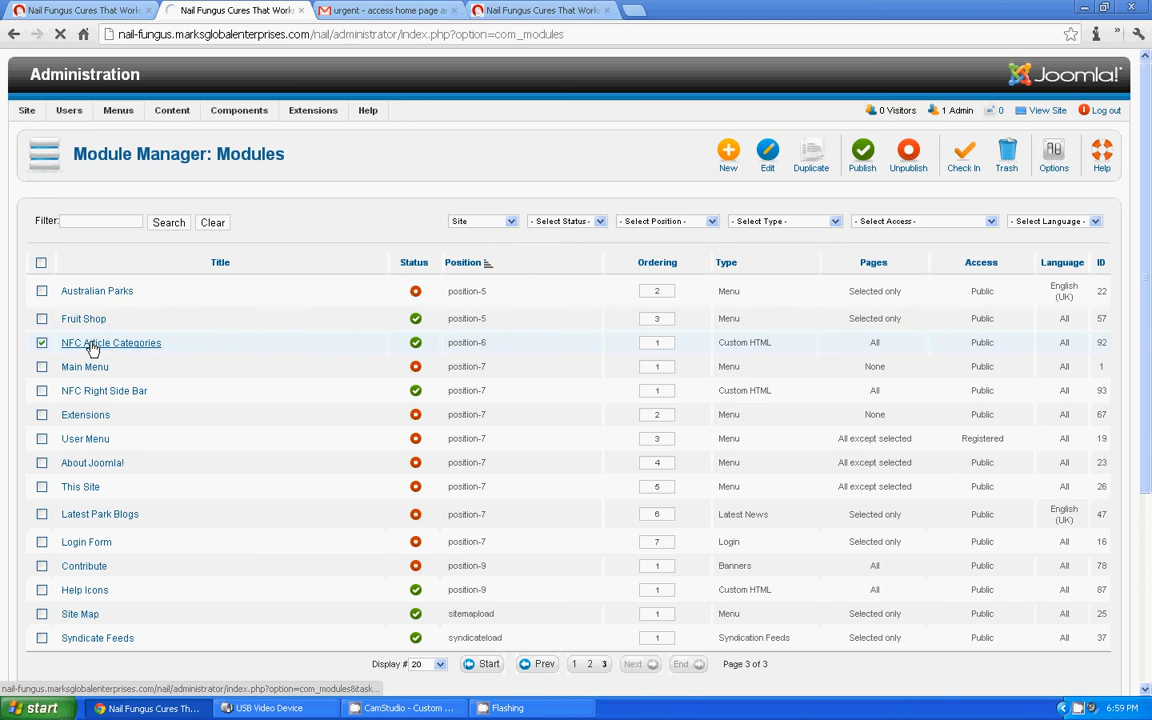 Nail Fungus Cures That Work
Nail Fungus Cures That Work
urgent - access home page a
Nail Fungus Cures That Work
nail-fungus.marksglobalenterprises.com/nail/administrator/index.php?option=com_modules
Administration
Joomla!
Site Users Menus Content Components Extensions Help
0 Visitors 1 Admin 0 View Site Log out
Module Manager: Modules
New Edit Duplicate Publish Unpublish Check In Trash Options Help
Filter: Search Clear
Site - Select Status - - Select Position - - Select Type - - Select Access - - Select Language -
Title Status Position Ordering Type Pages Access Language ID
Australian Parks position-5 2 Menu Selected only Public English (UK) 22
Fruit Shop position-5 3 Menu Selected only Public All 57
NFC Article Categories position-6 1 Custom HTML All Public All 92
Main Menu position-7 1 Menu None Public All 1
NFC Right Side Bar position-7 1 Custom HTML All Public All 93
Extensions position-7 2 Menu None Public All 67
User Menu position-7 3 Menu All except selected Registered All 19
About Joomla! position-7 4 Menu All except selected Public All 23
This Site position-7 5 Menu All except selected Public All 26
Latest Park Blogs position-7 6 Latest News Selected only Public English (UK) 47
Login Form position-7 7 Login Selected only Public All 16
Contribute position-9 1 Banners All Public All 78
Help Icons position-9 1 Custom HTML All Public All 87
Site Map sitemapload 1 Menu Selected only Public All 25
Syndicate Feeds syndicateload 1 Syndication Feeds Selected only Public All 37
Display # 20 Start Prev 1 2 3 Next End Page 3 of 3
nail-fungus.marksglobalenterprises.com/nail/administrator/index.php?option=com_modules&task...
start Nail Fungus Cures Th... USB Video Device CamStudio - Custom ... Flashing 6:59 PM